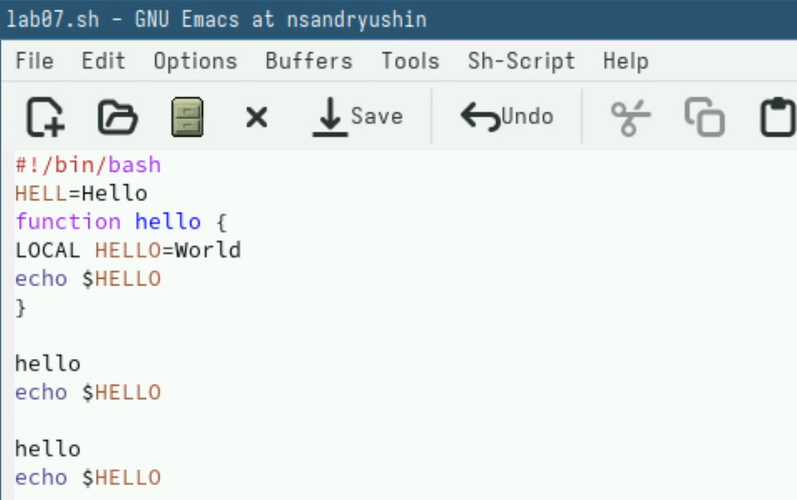 lab07.sh - GNU Emacs at nsandryushin
File Edit Options Buffers Tools Sh-Script Help
Save Undo
#!/bin/bash
HELL=Hello
function hello {
LOCAL HELLO=World
echo $HELLO
}
hello
echo $HELLO
hello
echo $HELLO